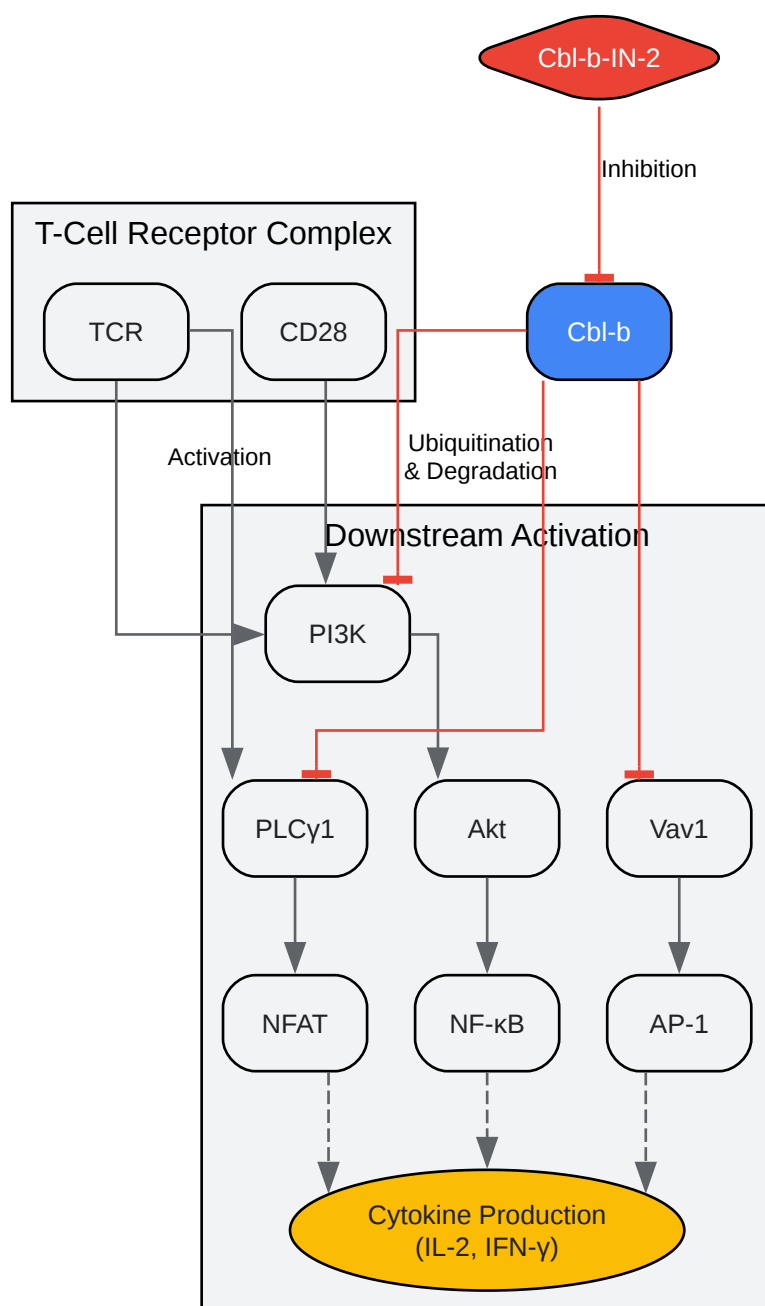 Cbl-b-IN-2
Inhibition
T-Cell Receptor Complex
TCR
CD28
Cbl-b
Activation
Ubiquitination
& Degradation
Downstream Activation
PI3K
PLCγ1
Akt
Vav1
NFAT
NF-κB
AP-1
Cytokine Production
(IL-2, IFN-γ)